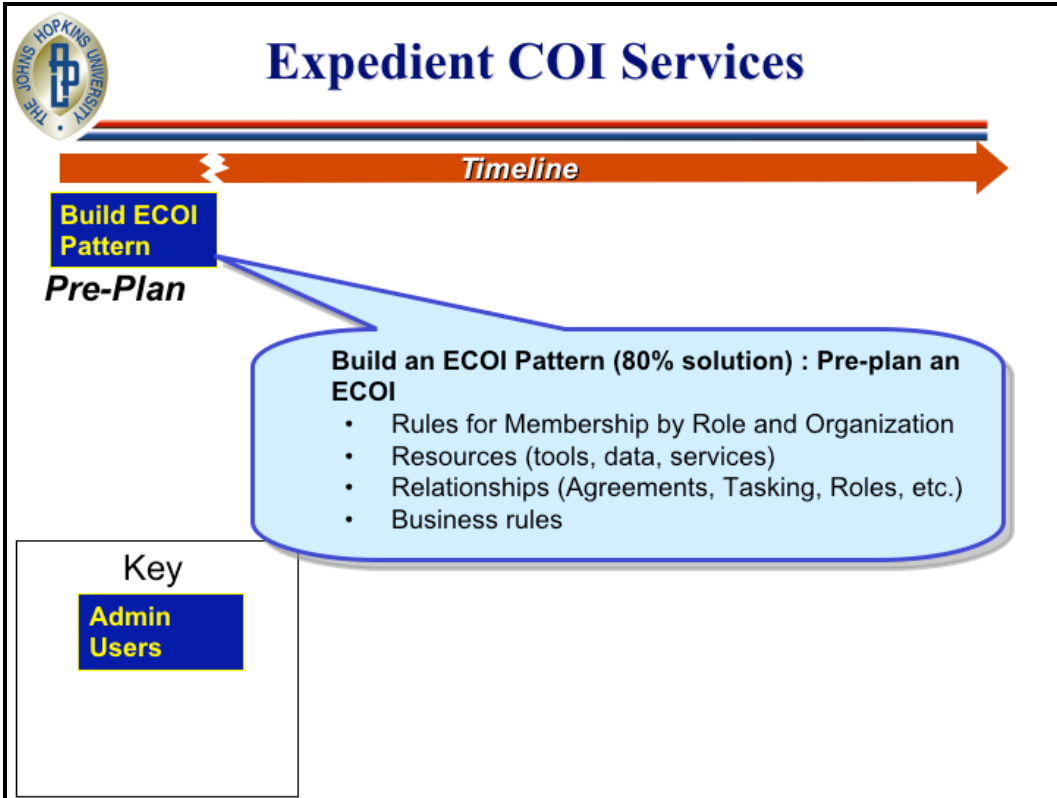 THE JOHNS HOPKINS UNIVERSITY
APL
Expedient COI Services
Timeline
Build ECOI
Pattern
Pre-Plan
Build an ECOI Pattern (80% solution) : Pre-plan an
ECOI
• Rules for Membership by Role and Organization
• Resources (tools, data, services)
• Relationships (Agreements, Tasking, Roles, etc.)
• Business rules
Key
Admin
Users